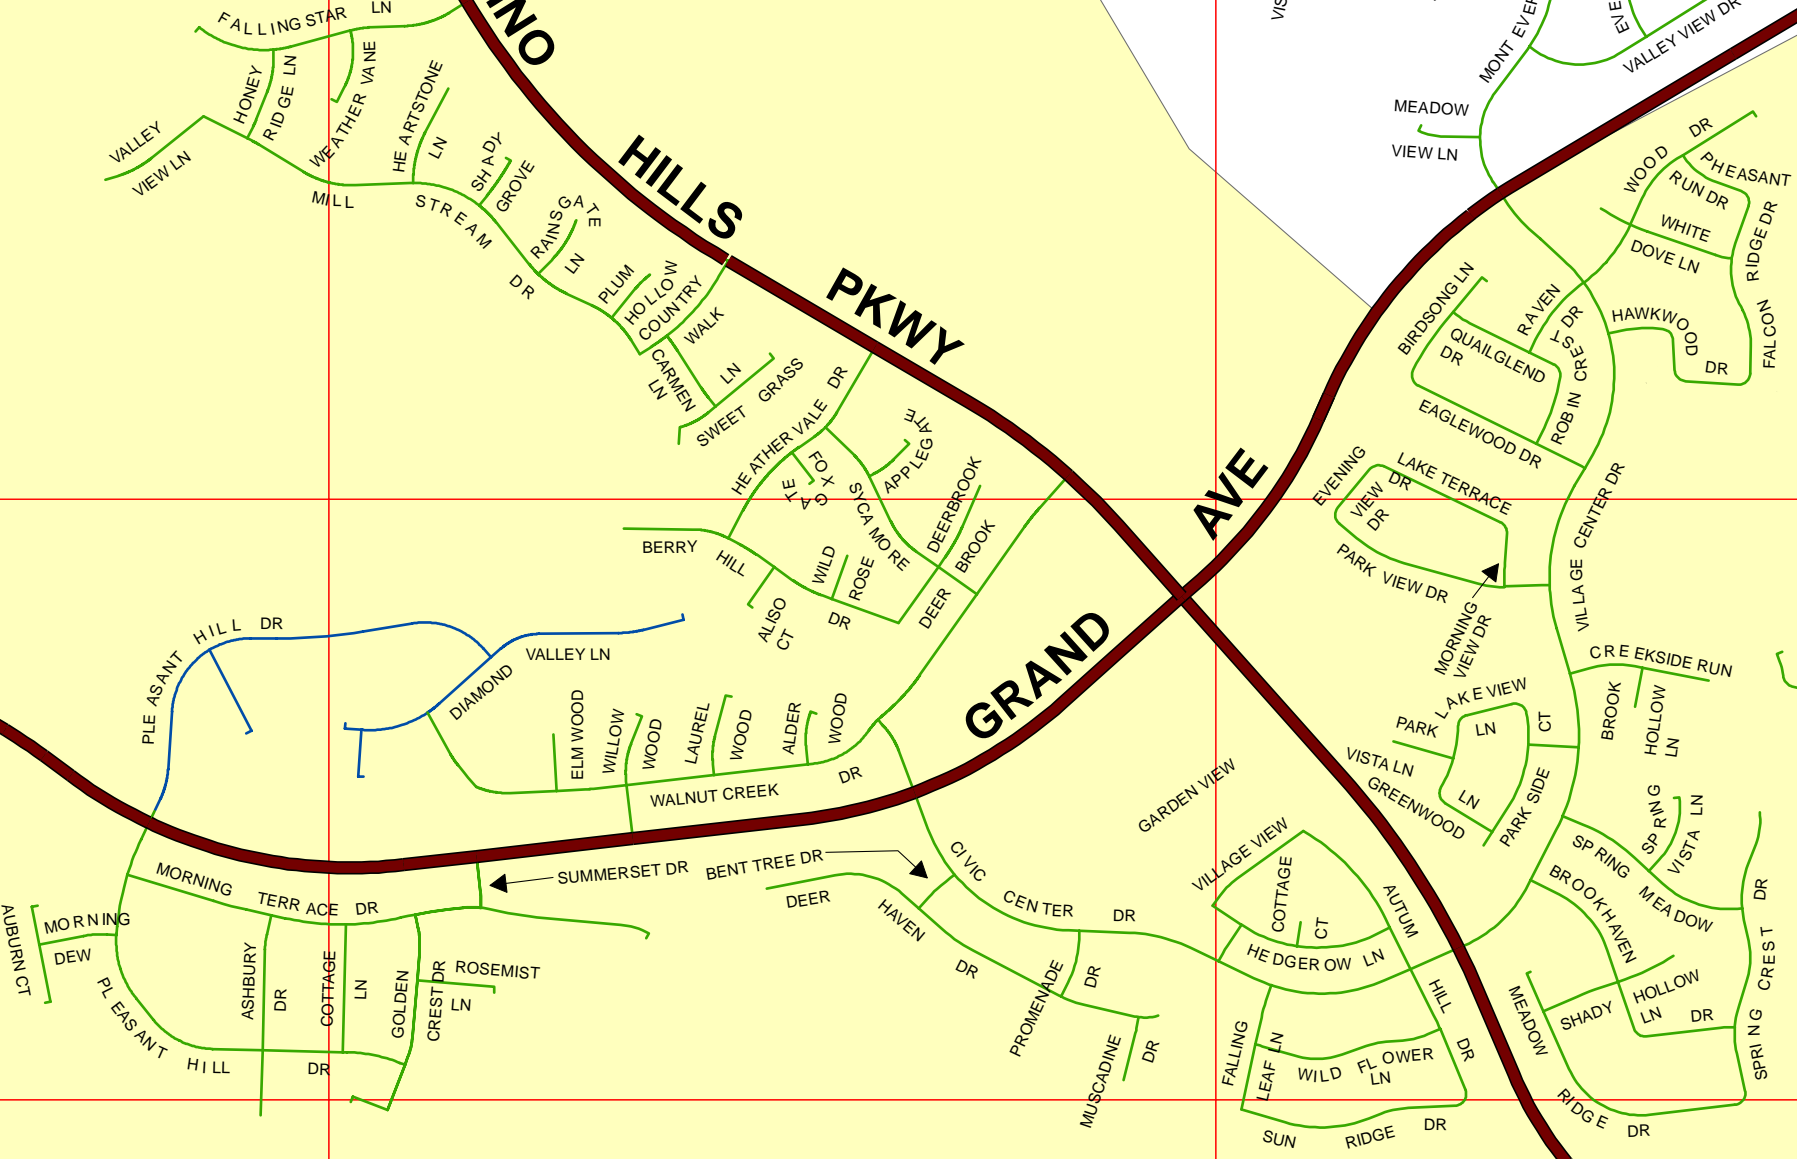 FALLING STAR LN
INO
VIS
MONT EVER
EVE
VALLEY VIEW DR
HONEY
RIDGE LN
WEATHER VANE
HEARTSTONE
LN
VALLEY
VIEW LN
MILL
STREAM
DR
SHADY
GROVE
RAINSGATE
LN
HILLS
PKWY
MEADOW
VIEW LN
WOOD DR
PHEASANT
RUN DR
WHITE
DOVE LN
RIDGE DR
FALCON
PLUM
HOLLOW
COUNTRY
WALK
CARMEN
LN
SWEET GRASS
LN
HEATHER VALE DR
BIRDSONG LN
RAVEN
QUAILGLEND
DR
ROBIN CREST DR
HAWKWOOD
DR
EAGLEWOOD DR
FOXGATE
APPLEGATE
SYCAMORE
DEERBROOK
BROOK
DEER
BERRY
HILL
DR
ALISO
CT
WILD
ROSE
AVE
GRAND
EVENING
VIEW
DR
LAKE TERRACE
DR
PARK VIEW DR
MORNING
VIEW DR
VILLAGE CENTER DR
PLEASANT HILL DR
VALLEY LN
DIAMOND
ELMWOOD
WILLOW
WOOD
LAUREL
WOOD
ALDER
WOOD
WALNUT CREEK
DR
CREEKSIDE RUN
BROOK
HOLLOW
LN
LAKE VIEW
LN
CT
PARK
VISTA LN
GREENWOOD
LN
PARK SIDE
GARDEN VIEW
VILLAGE VIEW
COTTAGE
CT
HEDGEROW LN
AUTUM
HILL
DR
CIVIC
CENTER DR
BENT TREE DR
SUMMERSET DR
DEER
HAVEN
DR
MORNING
TERRACE DR
AUBURN CT
MORNING
DEW
PLEASANT
HILL
DR
ASHBURY
DR
COTTAGE
LN
GOLDEN
CREST DR
ROSEMIST
LN
PROMENADE
DR
MUSCADINE
DR
FALLING
LEAF LN
WILD FLOWER
LN
SUN RIDGE DR
SPRING
VISTA LN
SPRING
MEADOW
DR
BROOKHAVEN
LN
SHADY HOLLOW
DR
SPRING CREST
MEADOW
RIDGE DR